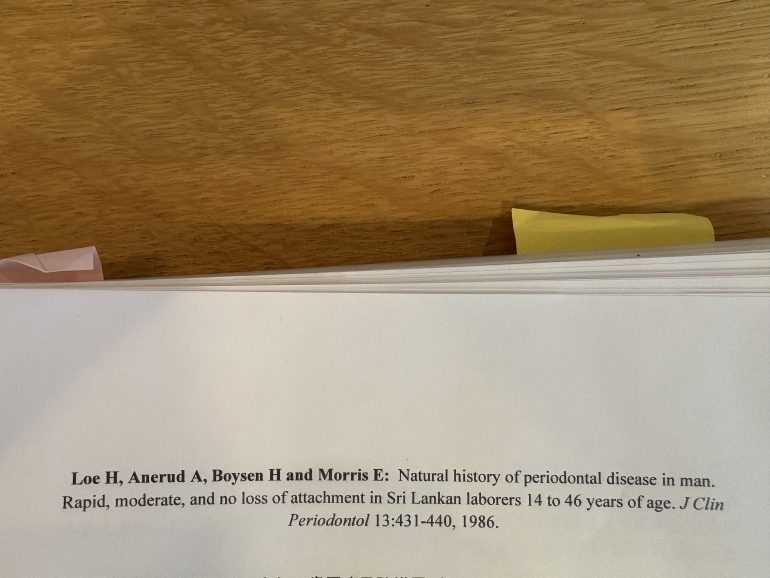 Loe H, Anerud A, Boysen H and Morris E: Natural history of periodontal disease in man.
Rapid, moderate, and no loss of attachment in Sri Lankan laborers 14 to 46 years of age. J Clin
Periodontol 13:431-440, 1986.